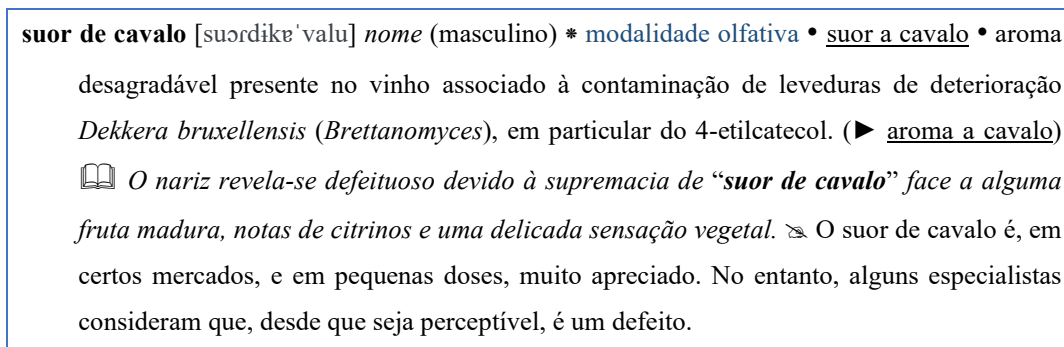 suor de cavalo [suɔɾdɨkɐˈvalu] nome (masculino) ⁕ modalidade olfativa • suor a cavalo • aroma
desagradável presente no vinho associado à contaminação de leveduras de deterioração
Dekkera bruxellensis (Brettanomyces), em particular do 4-etilcatecol. (► aroma a cavalo)
🕮 O nariz revela-se defeituoso devido à supremacia de “suor de cavalo” face a alguma
fruta madura, notas de citrinos e uma delicada sensação vegetal. ✎ O suor de cavalo é, em
certos mercados, e em pequenas doses, muito apreciado. No entanto, alguns especialistas
consideram que, desde que seja perceptível, é um defeito.